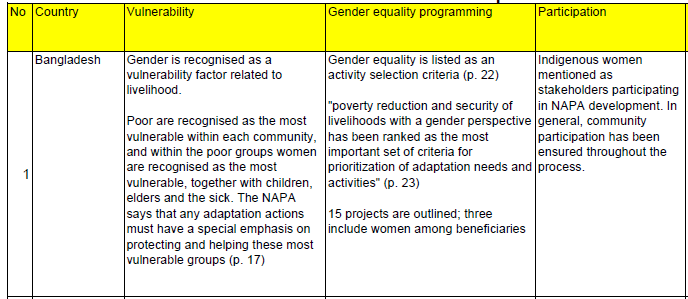 No Country Vulnerability Gender equality programming Participation
1
Bangladesh
Gender is recognised as a
vulnerability factor related to
livelihood.
Poor are recognised as the most
vulnerable within each community,
and within the poor groups women
are recognised as the most
vulnerable, together with children,
elders and the sick. The NAPA
says that any adaptation actions
must have a special emphasis on
protecting and helping these most
vulnerable groups (p. 17)
Gender equality is listed as an
activity selection criteria (p. 22)
"poverty reduction and security of
livelihoods with a gender perspective
has been ranked as the most
important set of criteria for
prioritization of adaptation needs and
activities" (p. 23)
15 projects are outlined; three
include women among beneficiaries
Indigenous women
mentioned as
stakeholders participating
in NAPA development. In
general, community
participation has been
ensured throughout the
process.